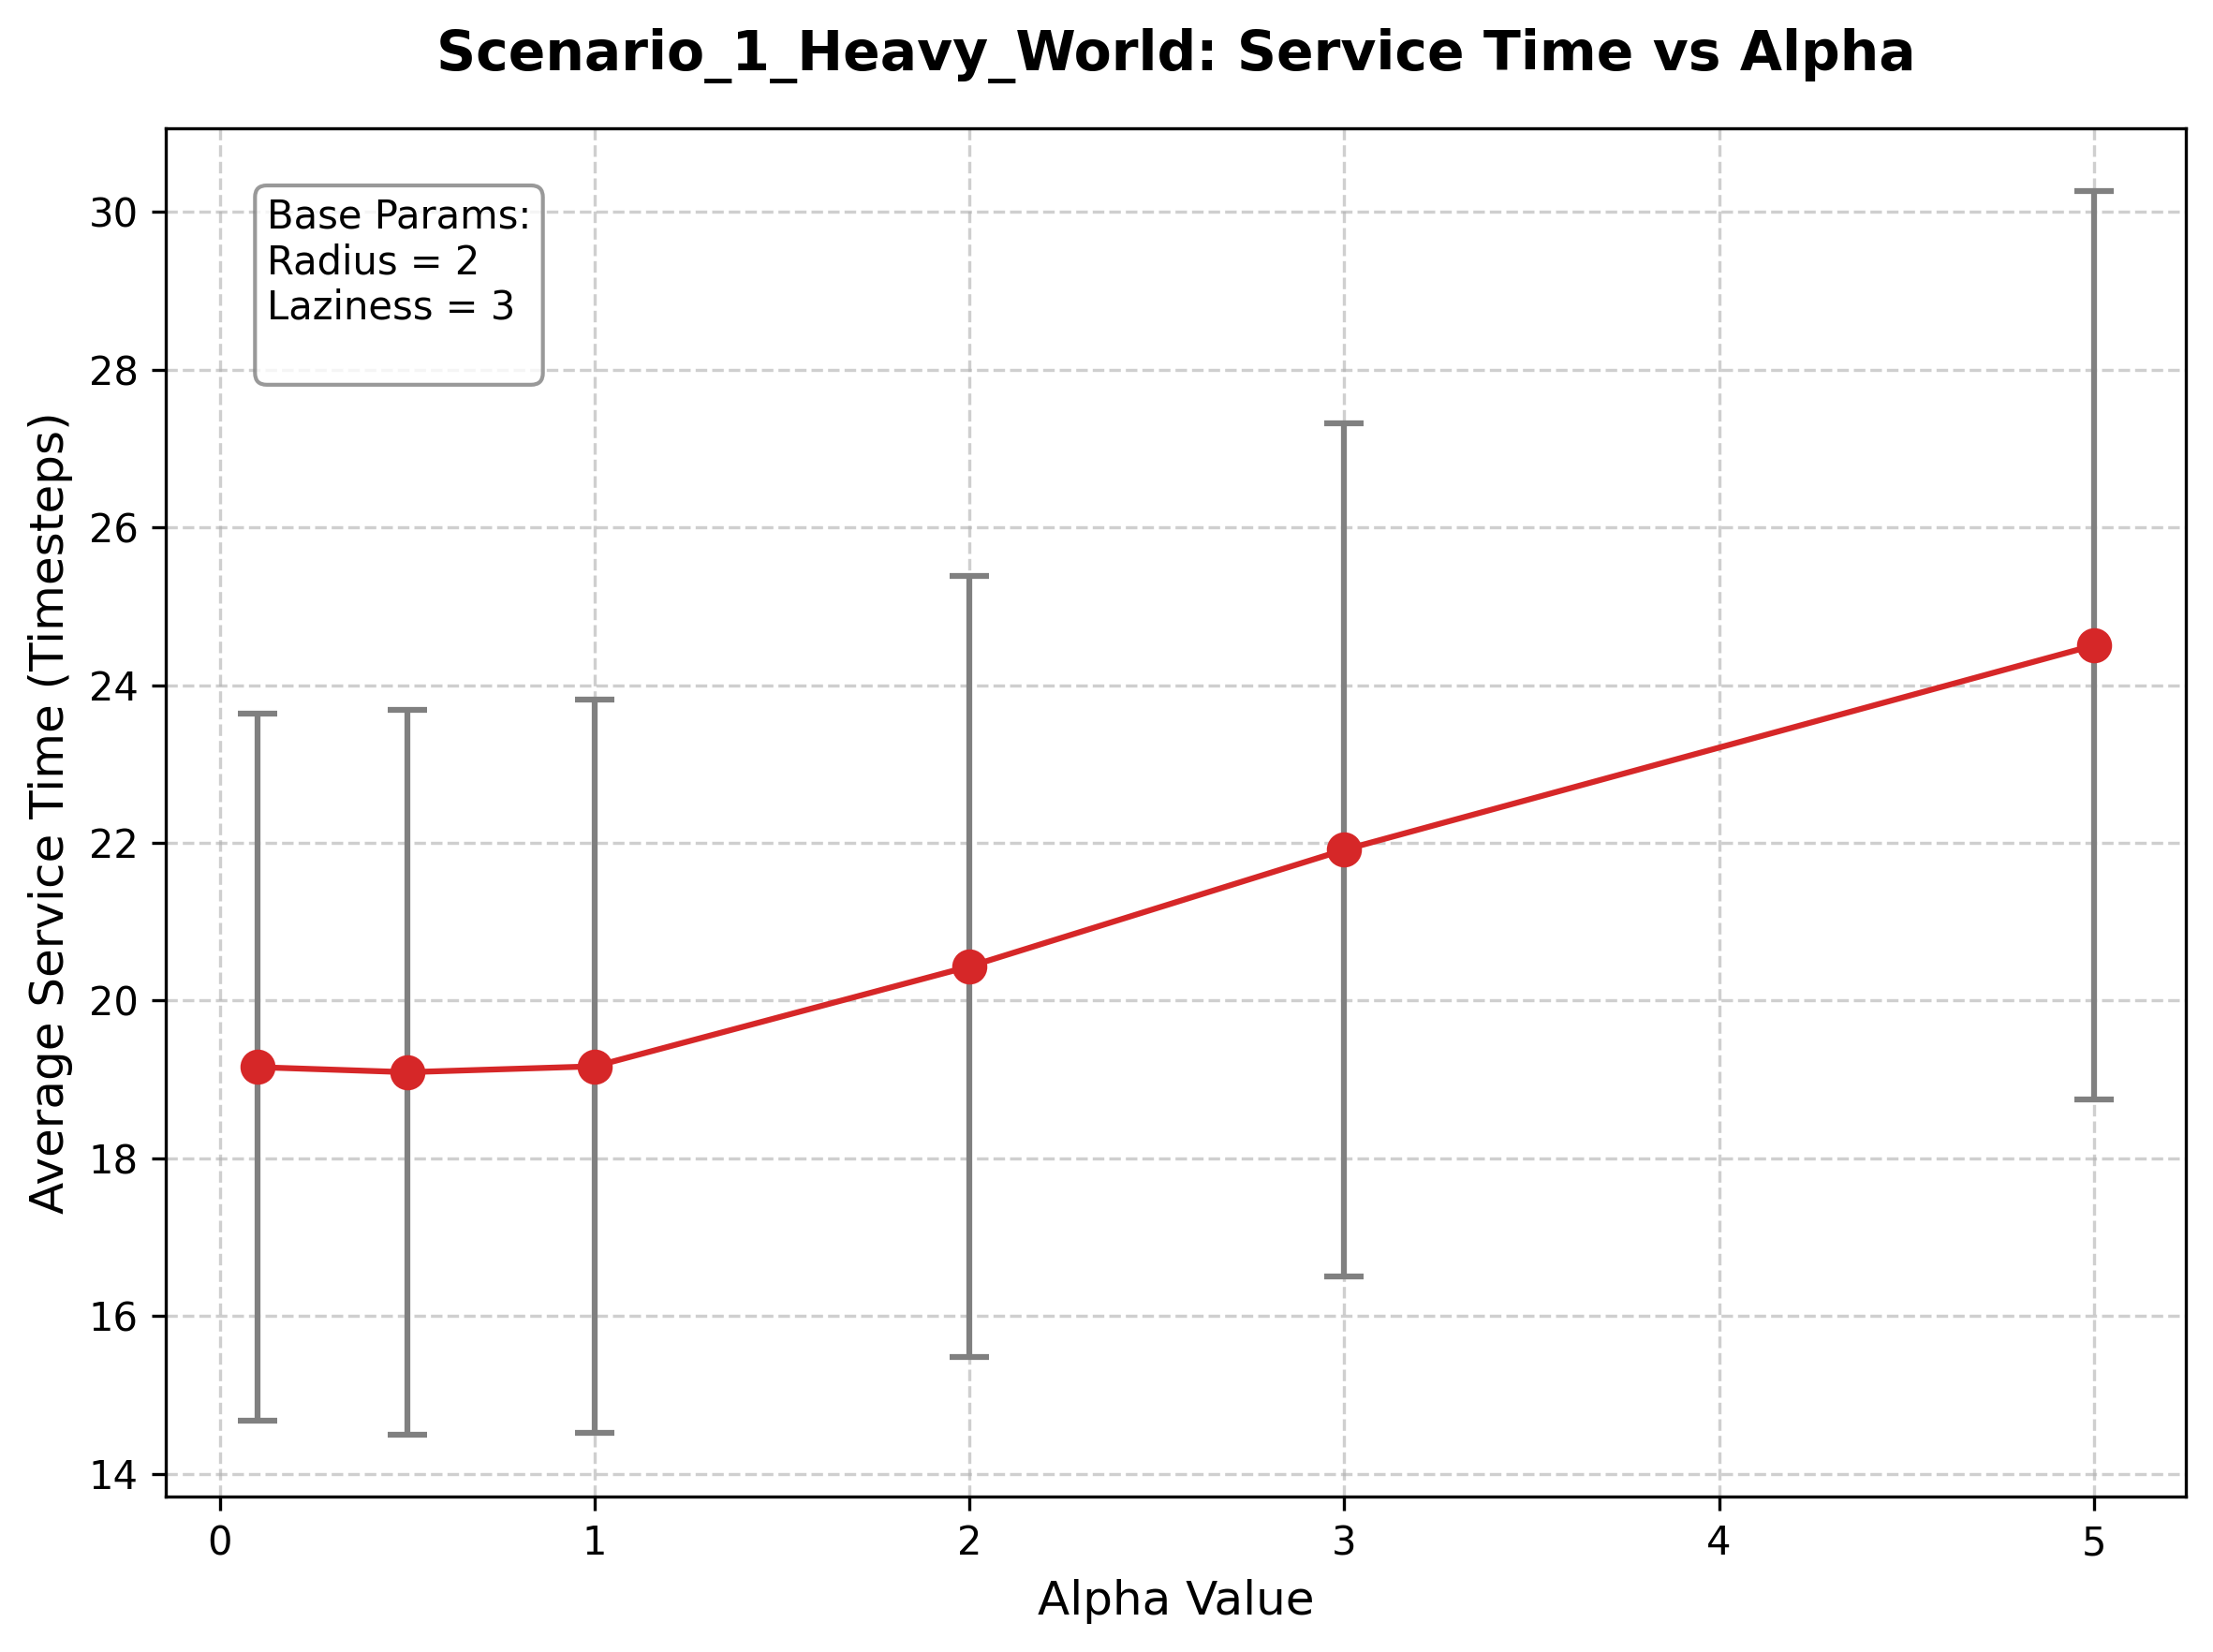 Scenario_1_Heavy_World: Service Time vs Alpha
Base Params:
Radius = 2
Laziness = 3
Average Service Time (Timesteps)
30
28
26
24
22
20
18
16
14
0 1 2 3 4 5
Alpha Value